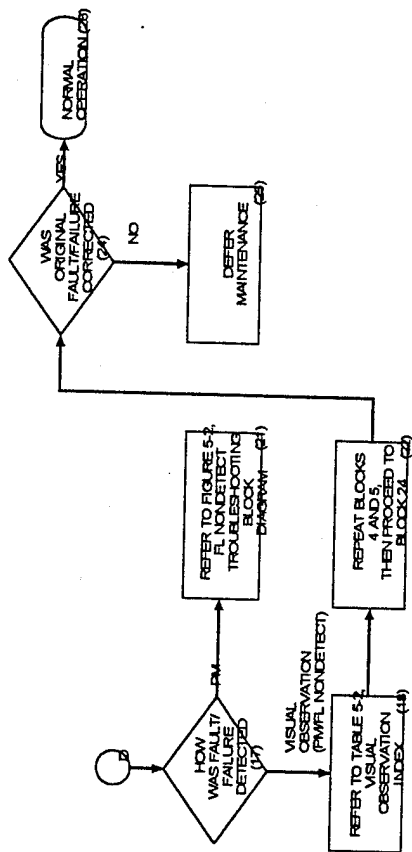 D
HOW
WAS FAULT/
FAILURE
DETECTED
(17)
PM
REFER TO FIGURE 5-2,
FL NONDETECT
TROUBLESHOOTING
BLOCK
DIAGRAM (21)
VISUAL
OBSERVATION
(PM/FL NONDETECT)
REFER TO TABLE 5-2,
VISUAL
OBSERVATION
INDEX (18)
REPEAT BLOCKS
4 AND 5,
THEN PROCEED TO
BLOCK 24 (22)
WAS
ORIGINAL
FAULT/FAILURE
CORRECTED
(24)
YES
NORMAL
OPERATION (26)
NO
DEFER
MAINTENANCE
(25)